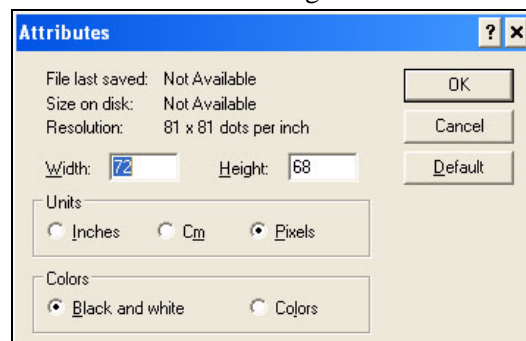 Attributes
File last saved: Not Available
Size on disk: Not Available
Resolution: 81 x 81 dots per inch
Width: 72 Height: 68
Units
Inches Cm Pixels
Colors
Black and white Colors
OK
Cancel
Default